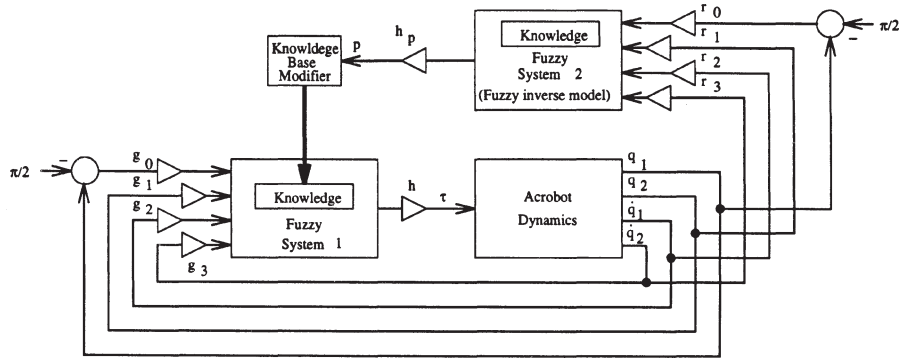 r 0
r 1
r 2
r 3
π/2
−
Knowledge
Fuzzy
System 2
(Fuzzy inverse model)
h p
p
Knowldege
Base
Modifier
π/2
−
g 0
g 1
g 2
g 3
Knowledge
Fuzzy
System 1
h
τ
Acrobot
Dynamics
q 1
q 2
q̇ 1
q̇ 2